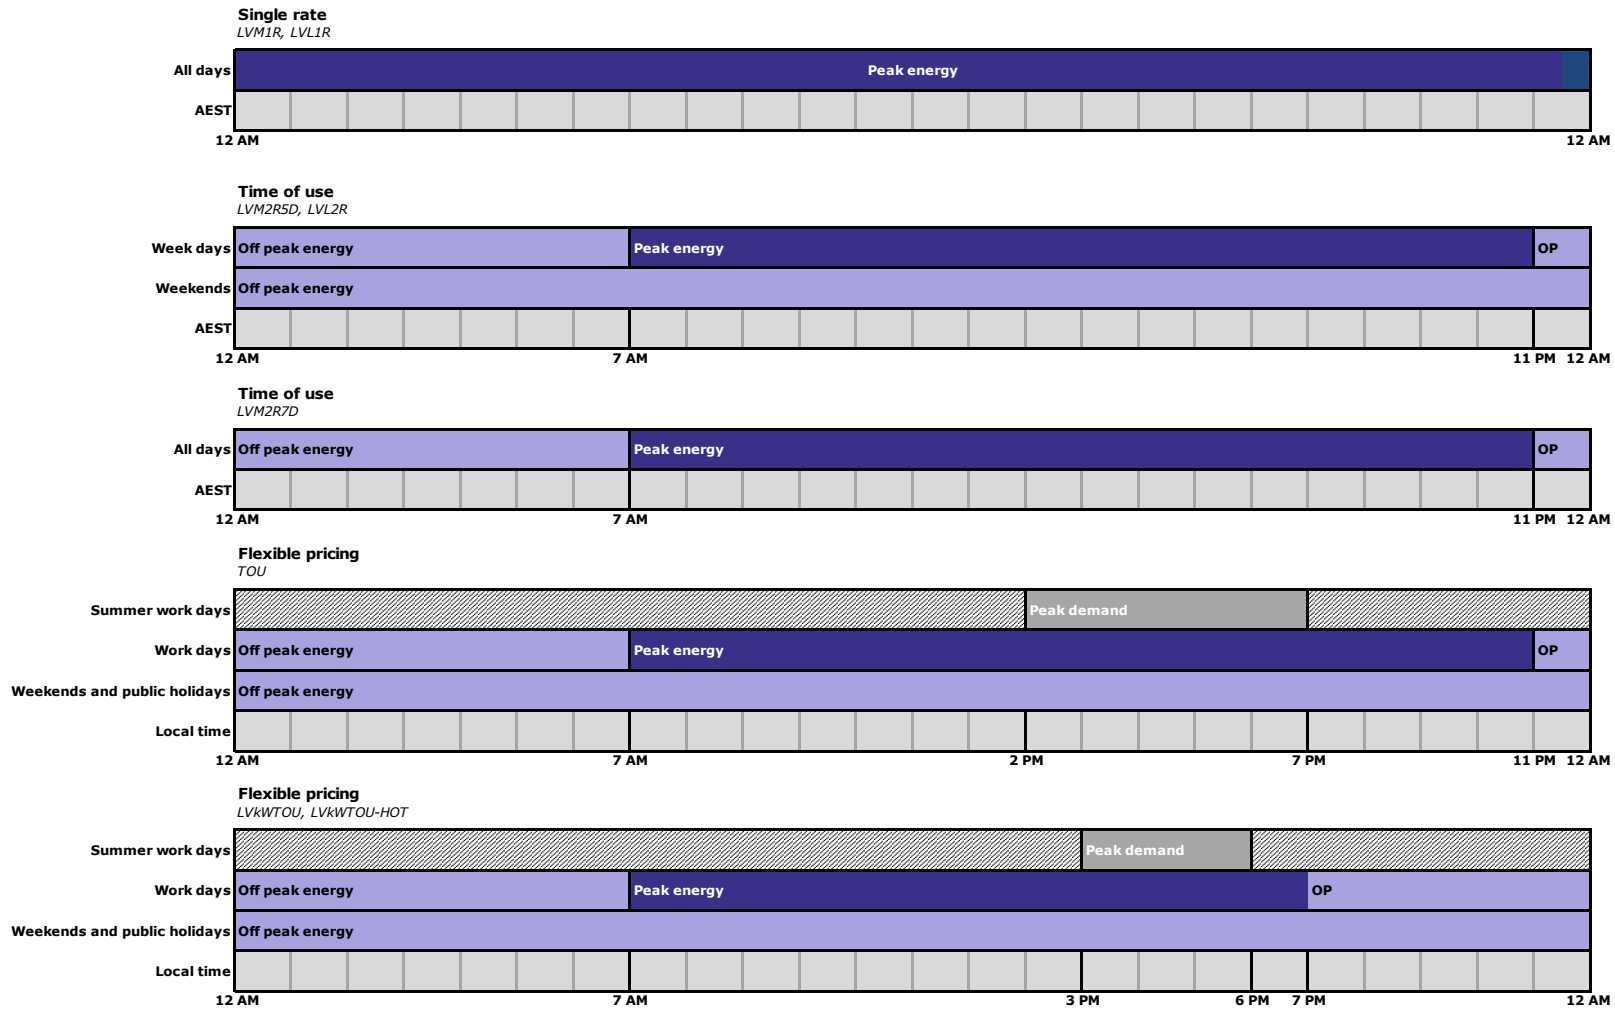 Single rate
LVM1R, LVL1R
All days Peak energy
AEST
12 AM 12 AM
Time of use
LVM2R5D, LVL2R
Week days Off peak energy Peak energy OP
Weekends Off peak energy
AEST
12 AM 7 AM 11 PM 12 AM
Time of use
LVM2R7D
All days Off peak energy Peak energy OP
AEST
12 AM 7 AM 11 PM 12 AM
Flexible pricing
TOU
Summer work days Peak demand
Work days Off peak energy Peak energy OP
Weekends and public holidays Off peak energy
Local time
12 AM 7 AM 2 PM 7 PM 11 PM 12 AM
Flexible pricing
LVkWTOU, LVkWTOU-HOT
Summer work days Peak demand
Work days Off peak energy Peak energy OP
Weekends and public holidays Off peak energy
Local time
12 AM 7 AM 3 PM 6 PM 7 PM 12 AM